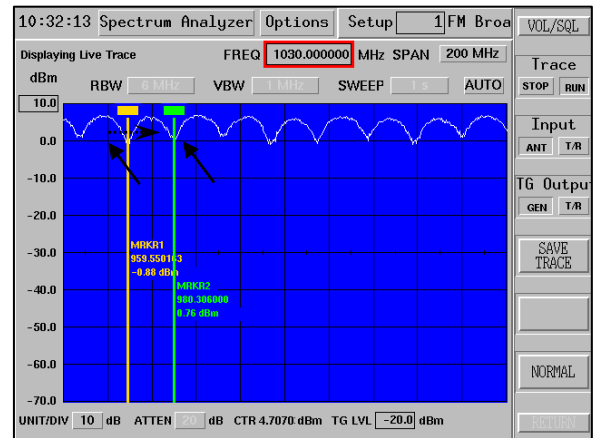 10:32:13 Spectrum Analyzer Options Setup 1 FM Broa VOL/SQL
Displaying Live Trace FREQ 1030.000000 MHz SPAN 200 MHz
Trace
dBm RBW 6 MHz VBW 1 MHz SWEEP 1 s AUTO
STOP RUN
10.0
Input
0.0
ANT T/R
-10.0
TG Outpu
-20.0
GEN T/R
MRKR1
-30.0
959.550163
-0.88 dBm
SAVE
TRACE
-40.0
MRKR2
980.306000
0.76 dBm
-50.0
-60.0
NORMAL
-70.0
UNIT/DIV 10 dB ATTEN 20 dB CTR 4.7070 dBm TG LVL -20.0 dBm
RETURN